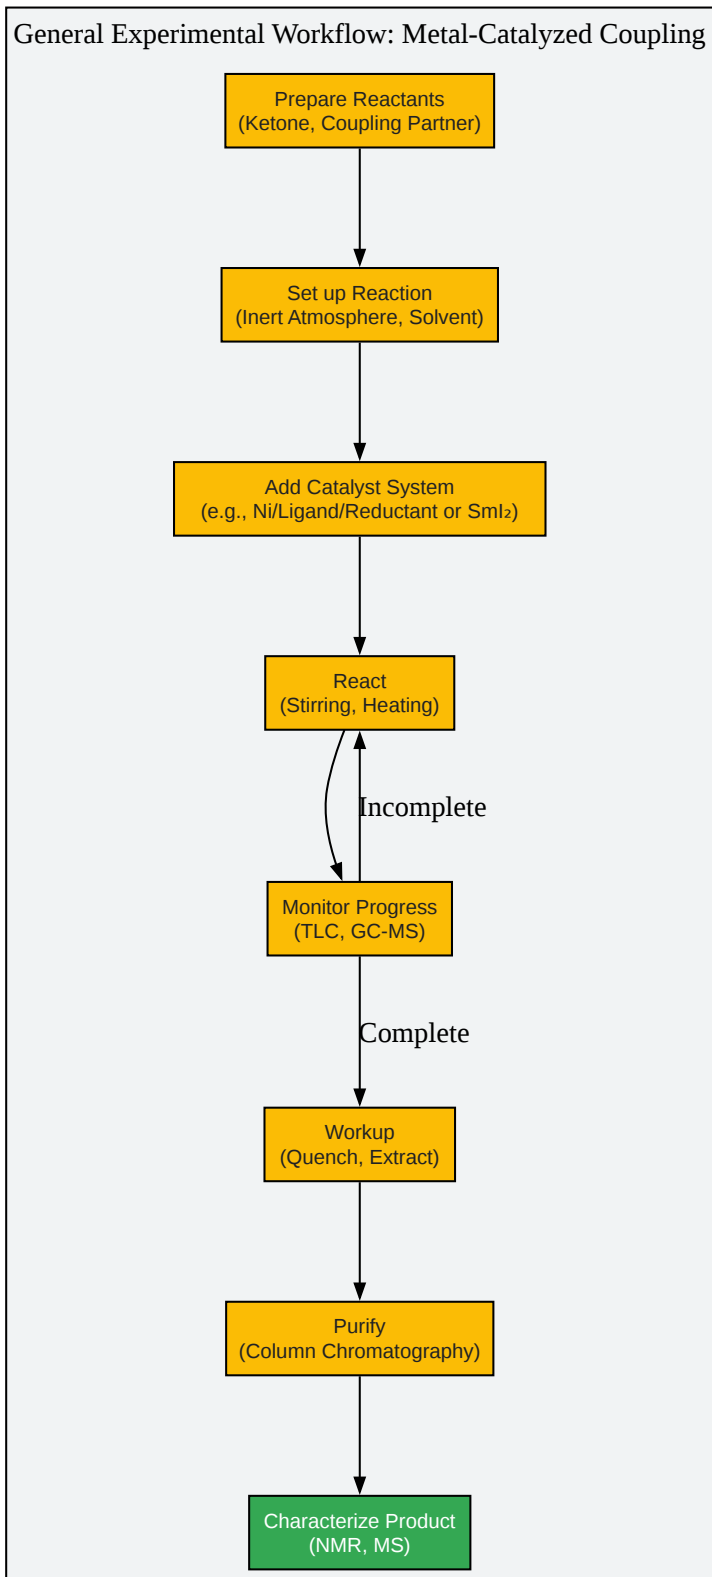 General Experimental Workflow: Metal-Catalyzed Coupling
Prepare Reactants
(Ketone, Coupling Partner)
Set up Reaction
(Inert Atmosphere, Solvent)
Add Catalyst System
(e.g., Ni/Ligand/Reductant or SmI₂)
React
(Stirring, Heating)
Incomplete
Monitor Progress
(TLC, GC-MS)
Complete
Workup
(Quench, Extract)
Purify
(Column Chromatography)
Characterize Product
(NMR, MS)